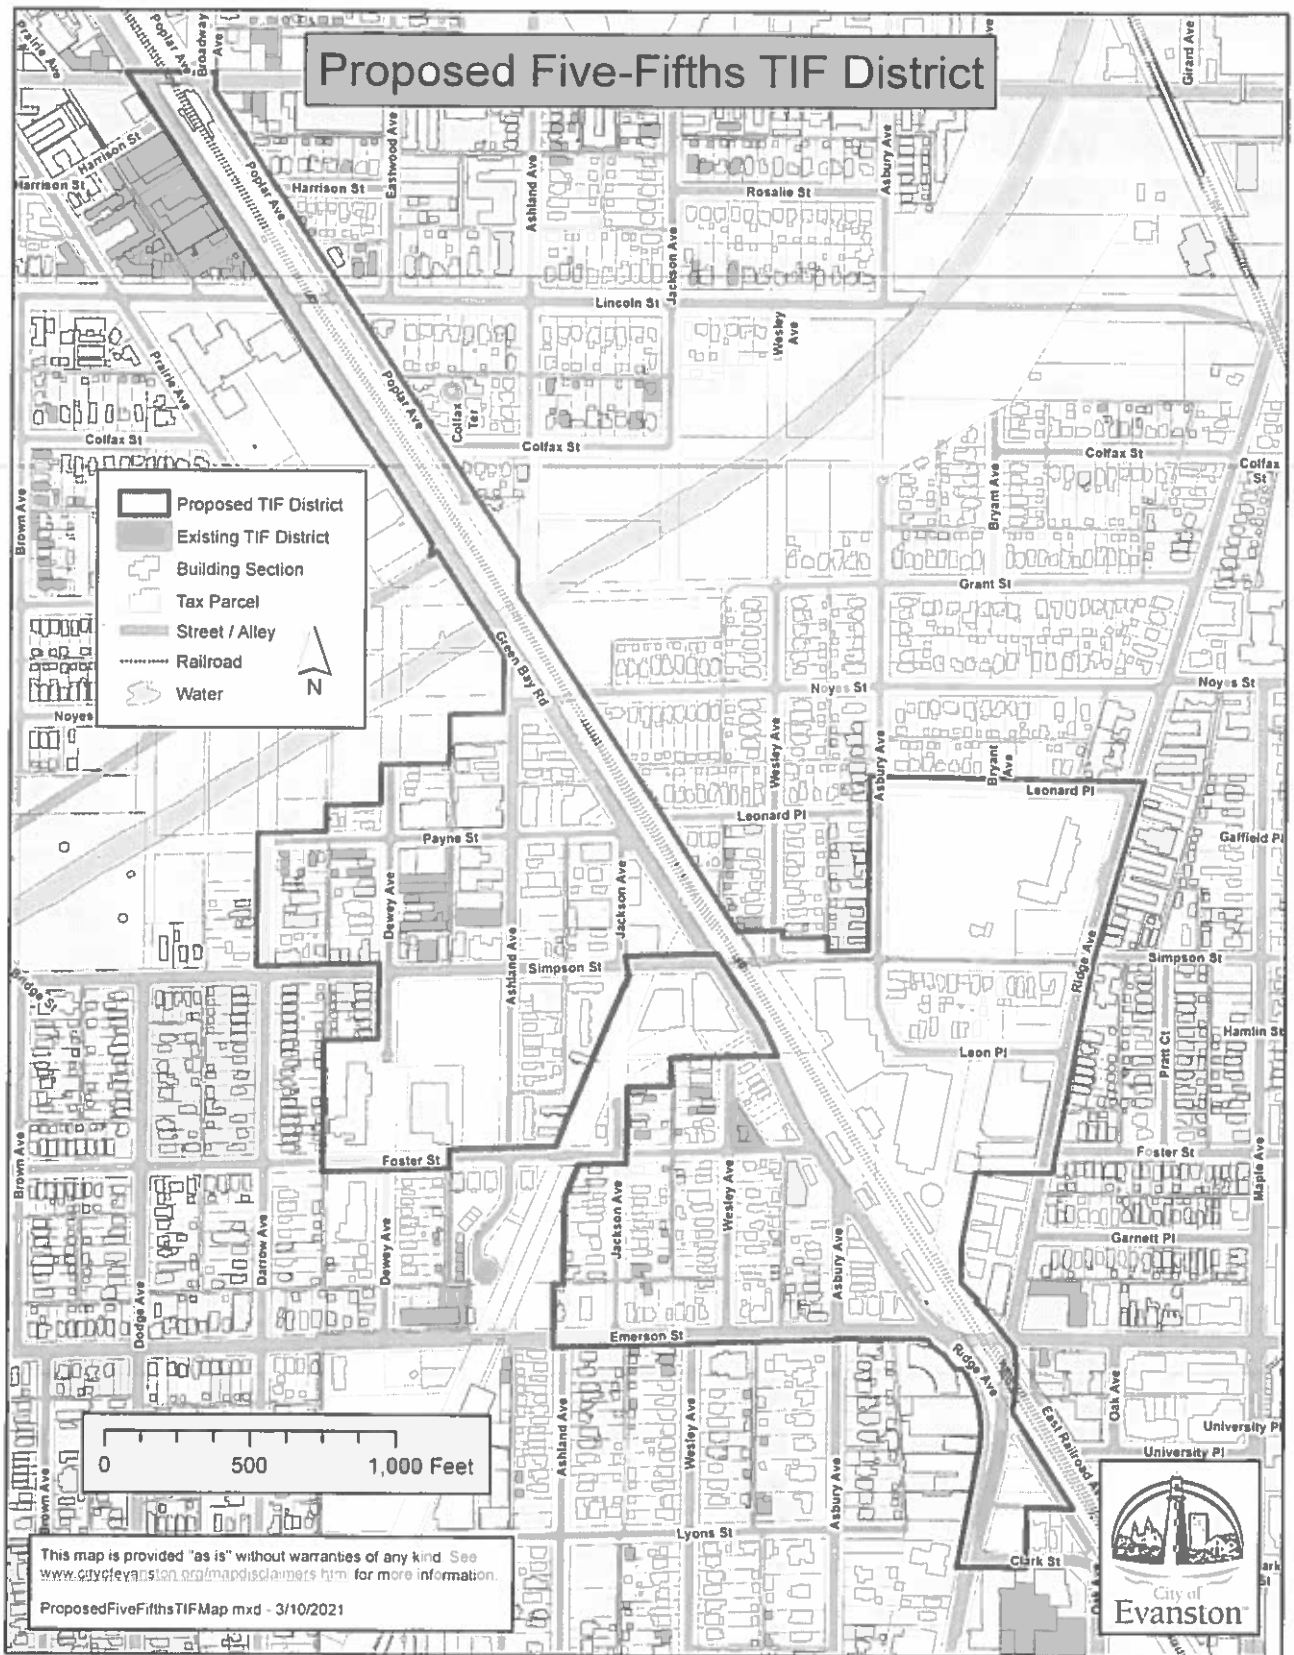 Proposed Five-Fifths TIF District
Prairie Ave
Poplar Ave
Broadway Ave
Girard Ave
Harrison St
Harrison St
Poplar Ave
Harrison St
Eastwood Ave
Ashland Ave
Rosalie St
Asbury Ave
Jackson Ave
Lincoln St
Wesley Ave
Prairie Ave
Poplar Ave
Colfax Ter
Colfax St
Colfax St
Colfax St
Colfax St
Brown Ave
Bryant Ave
Proposed TIF District
Existing TIF District
Building Section
Tax Parcel
Street / Alley
Railroad
Water
N
Grant St
Green Bay Rd
Noyes St
Noyes St
Noyes
Wesley Ave
Asbury Ave
Bryant Ave
Leonard Pl
Leonard Pl
Payne St
Gaffield Pl
Dewey Ave
Jackson Ave
Ashland Ave
Simpson St
Ridge Ave
Simpson St
Hamlin St
Leon Pl
Pratt Ct
Brown Ave
Foster St
Foster St
Maple Ave
Jackson Ave
Wesley Ave
Garnett Pl
Darrow Ave
Dewey Ave
Asbury Ave
Dodge Ave
Emerson St
Ridge Ave
Oak Ave
East Railroad Av
University Pl
University Pl
Ashland Ave
Wesley Ave
Asbury Ave
Brown Ave
0 500 1,000 Feet
Lyons St
Clark St
Oak Ave
This map is provided "as is" without warranties of any kind. See
www.cityofevanston.org/mapdisclaimers.html for more information.
ProposedFiveFifthsTIFMap.mxd - 3/10/2021
City of
Evanston™